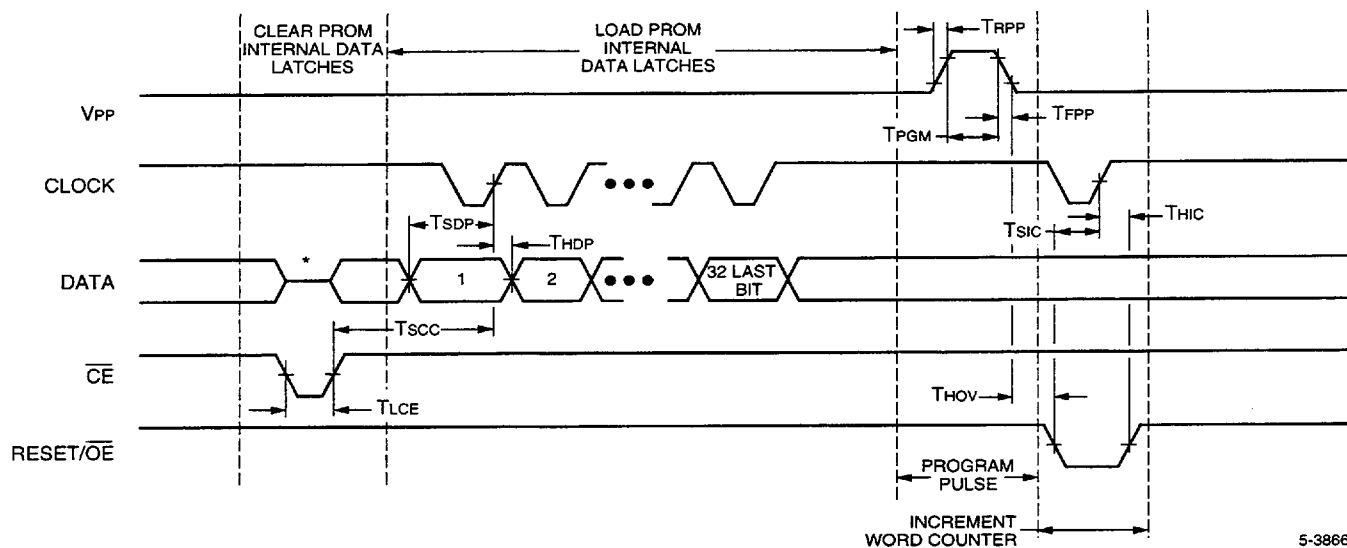 CLEAR PROM
INTERNAL DATA
LATCHES
LOAD PROM
INTERNAL
DATA LATCHES
TRPP
VPP
TFPP
TPGM
CLOCK
TSDP
THIC
TSIC
THDP
*
DATA
1
2
32 LAST
BIT
TSCC
CE
TLCE
THOV
RESET/OE
PROGRAM
PULSE
INCREMENT
WORD COUNTER
5-3866